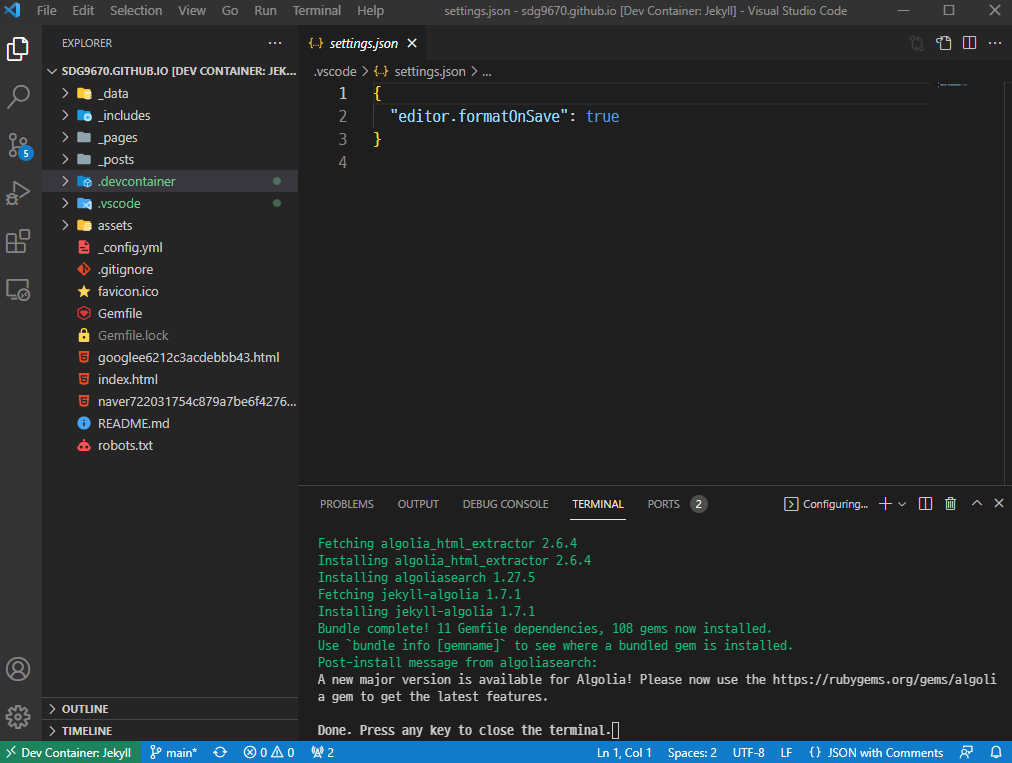 File Edit Selection View Go Run Terminal Help settings.json - sdg9670.github.io [Dev Container: Jekyll] - Visual Studio Code
EXPLORER ...
SDG9670.GITHUB.IO [DEV CONTAINER: JEK...
_data
_includes
_pages
_posts
.devcontainer
.vscode
assets
_config.yml
.gitignore
favicon.ico
Gemfile
Gemfile.lock
googlee6212c3acdebbb43.html
index.html
naver722031754c879a7be6f4276...
README.md
robots.txt
OUTLINE
TIMELINE
5
{..} settings.json
.vscode > {..} settings.json > ...
1 {
2 "editor.formatOnSave": true
3 }
4
PROBLEMS OUTPUT DEBUG CONSOLE TERMINAL PORTS 2 Configuring...
Fetching algolia_html_extractor 2.6.4
Installing algolia_html_extractor 2.6.4
Installing algoliasearch 1.27.5
Fetching jekyll-algolia 1.7.1
Installing jekyll-algolia 1.7.1
Bundle complete! 11 Gemfile dependencies, 108 gems now installed.
Use `bundle info [gemname]` to see where a bundled gem is installed.
Post-install message from algoliasearch:
A new major version is available for Algolia! Please now use the https://rubygems.org/gems/algoli
a gem to get the latest features.
Done. Press any key to close the terminal.
Dev Container: Jekyll main* 0 0 2 Ln 1, Col 1 Spaces: 2 UTF-8 LF {} JSON with Comments